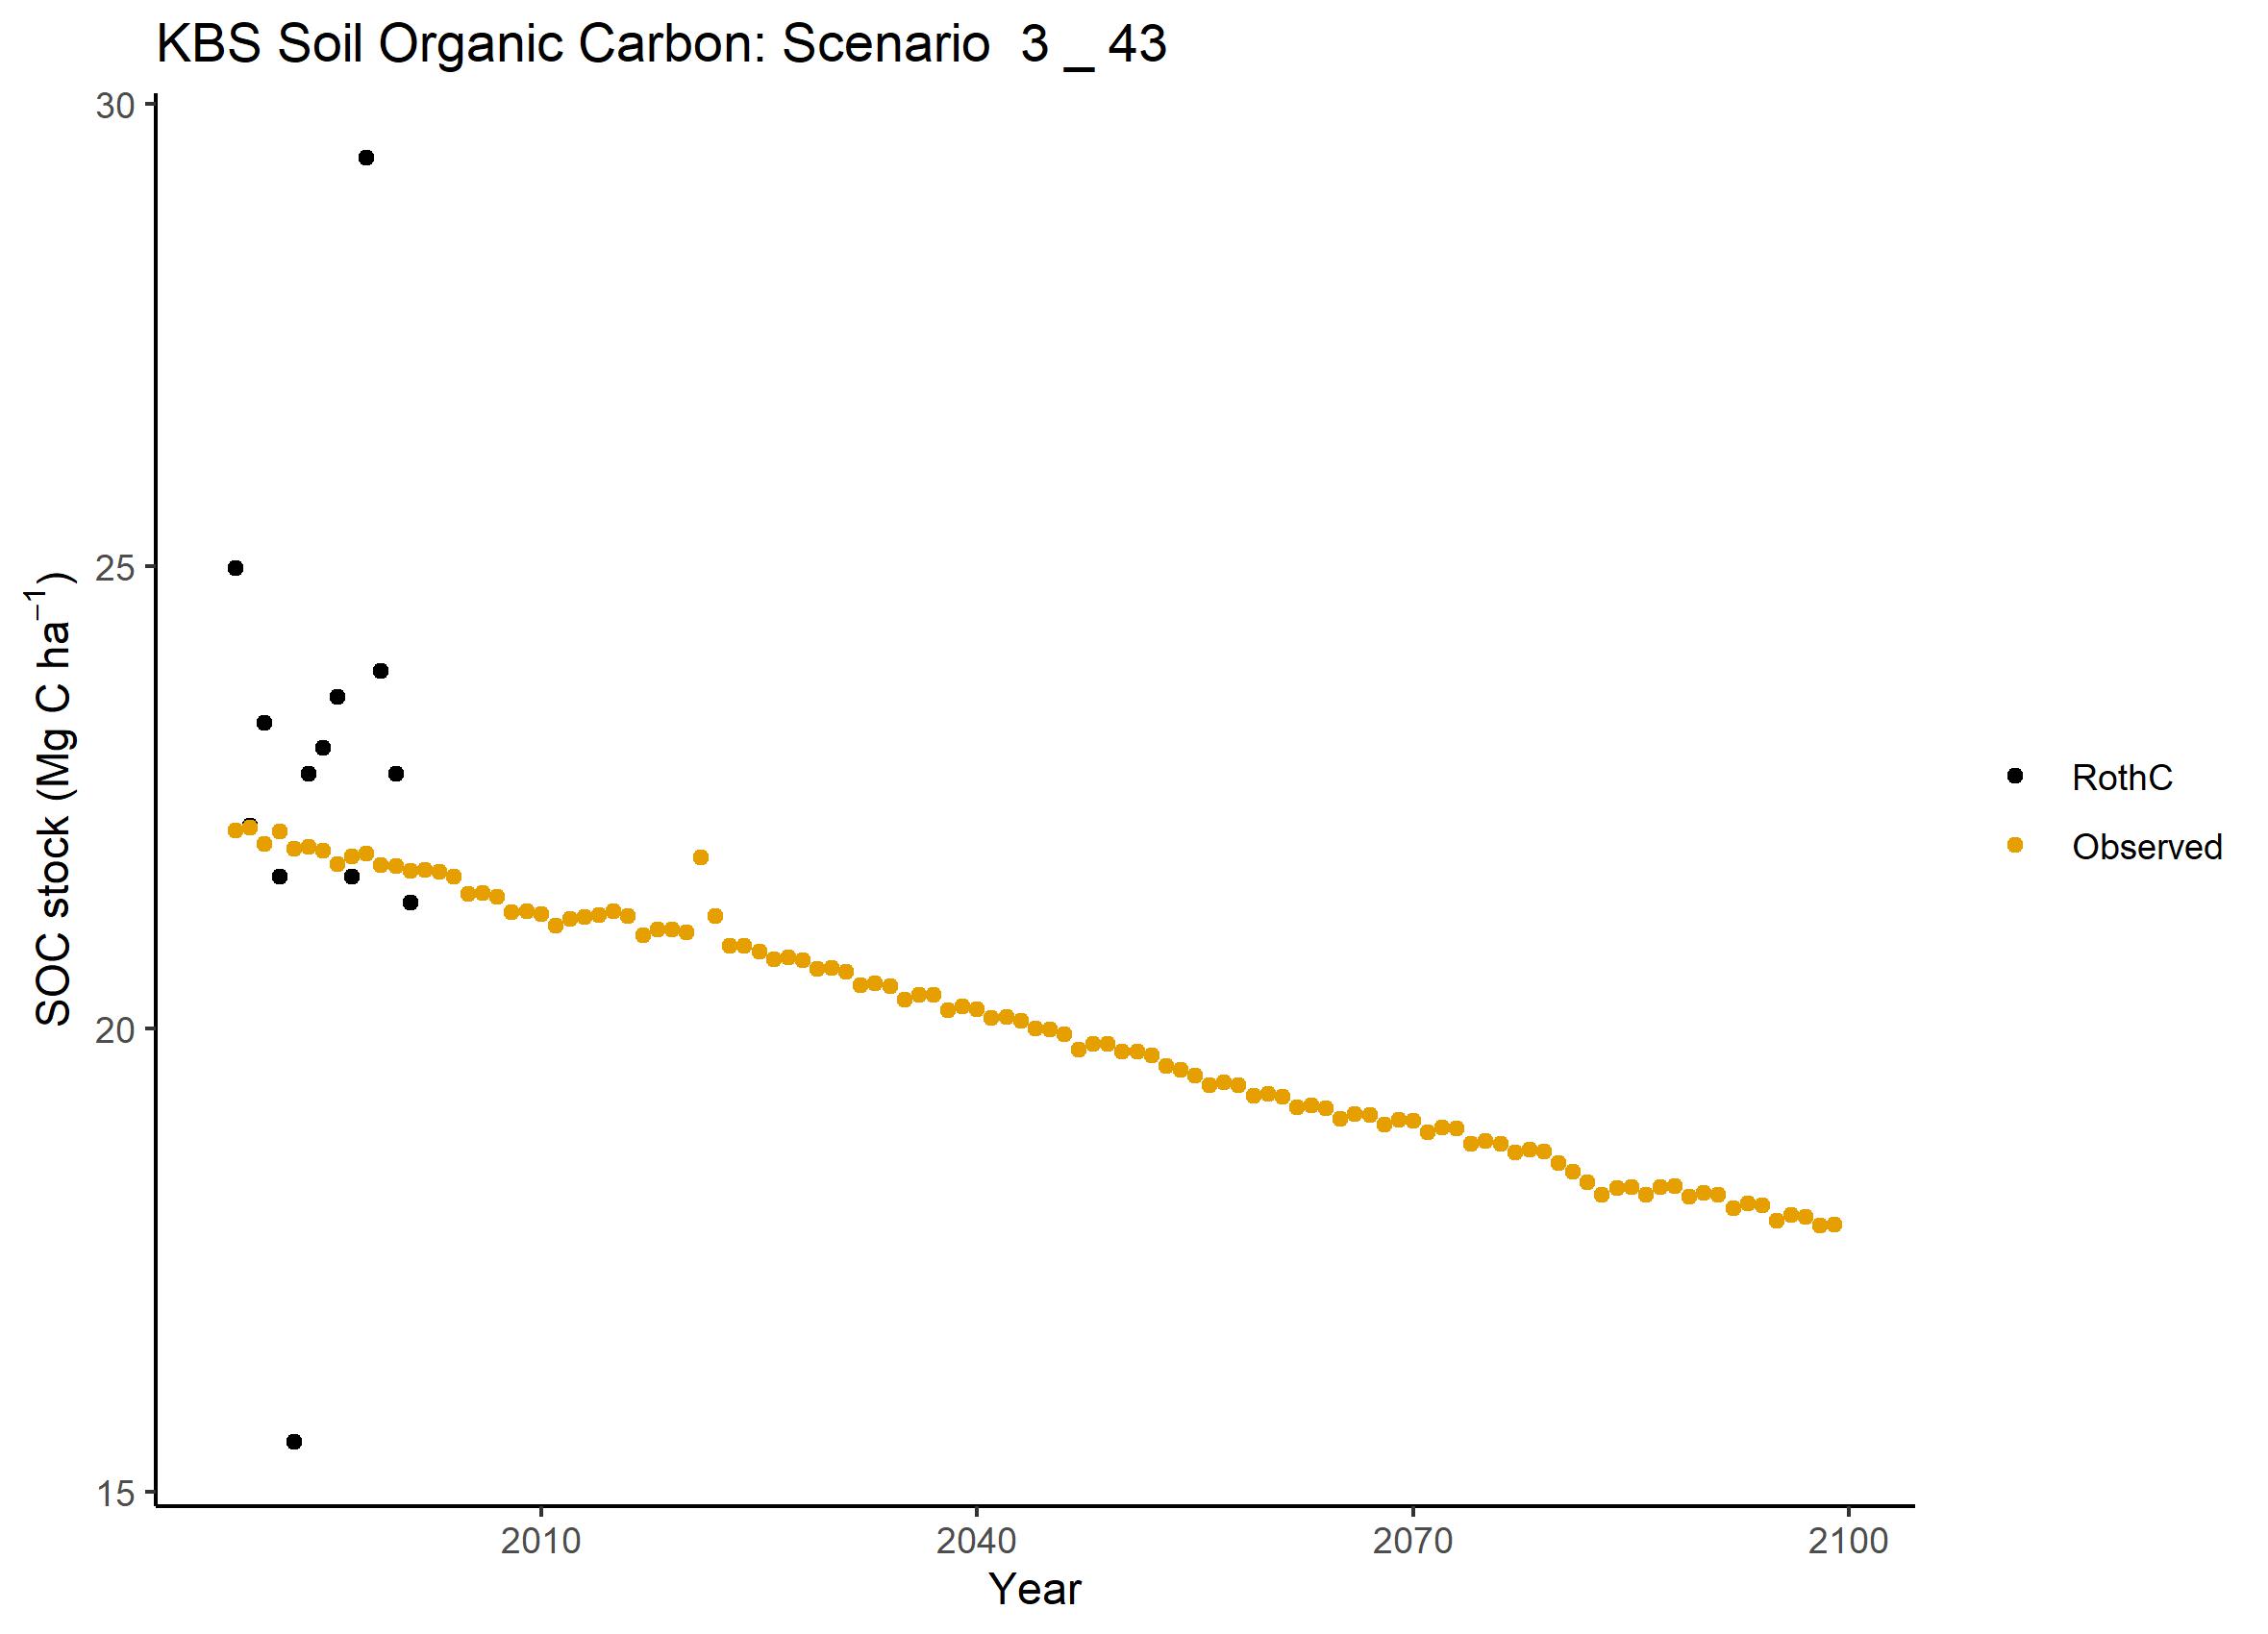 KBS Soil Organic Carbon: Scenario  3 _ 43
30
25
20
15
SOC stock (Mg C ha⁻¹)
2010 2040 2070 2100
Year
RothC
Observed